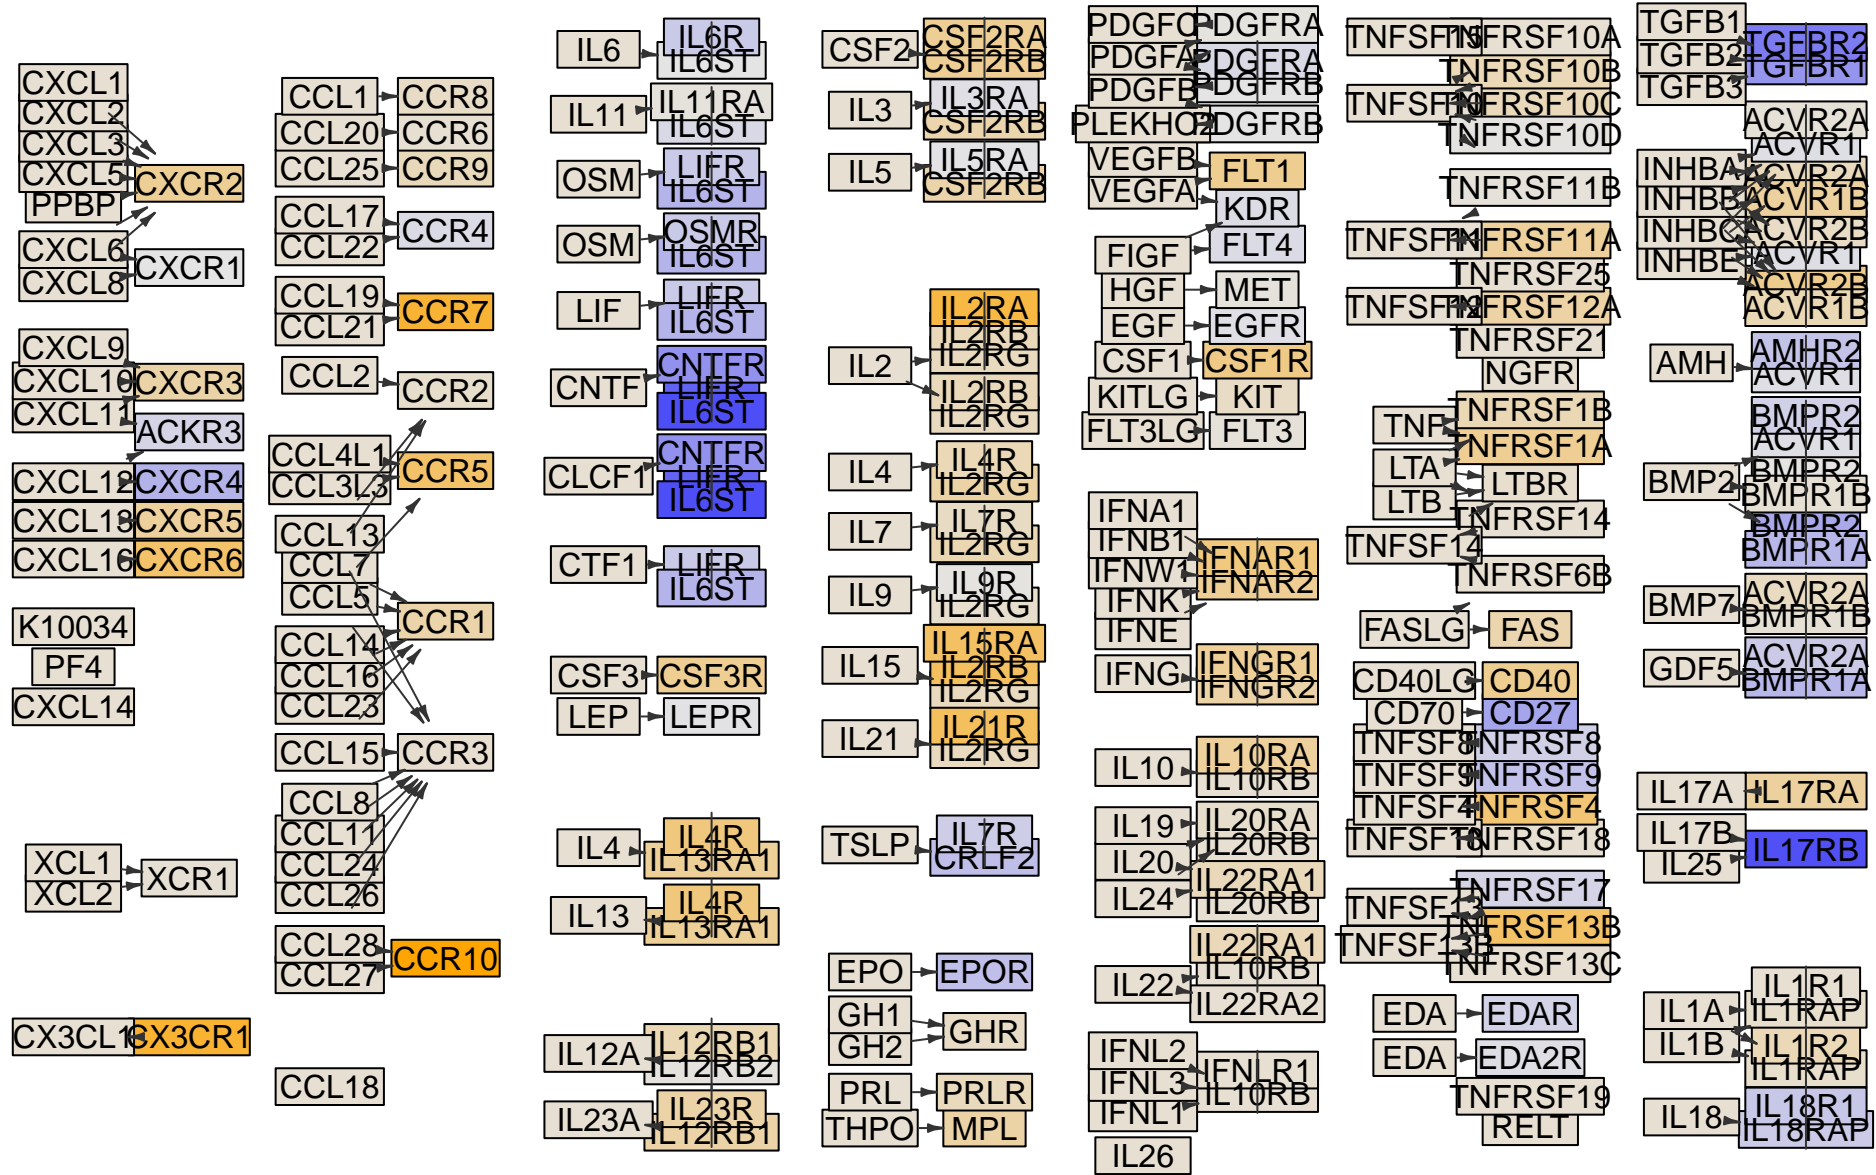 CXCL1
CXCL2
CXCL3
CXCL5
PPBP
CXCR2
CXCL6
CXCL8
CXCR1
CXCL9
CXCL10
CXCL11
CXCR3
ACKR3
CXCL12
CXCR4
CXCL13
CXCR5
CXCL16
CXCR6
K10034
PF4
CXCL14
XCL1
XCL2
XCR1
CX3CL1
CX3CR1
CCL1
CCR8
CCL20
CCR6
CCL25
CCR9
CCL17
CCL22
CCR4
CCL19
CCL21
CCR7
CCL2
CCR2
CCL4L1
CCL3L3
CCR5
CCL13
CCL7
CCL5
CCR1
CCL14
CCL16
CCL23
CCL15
CCR3
CCL8
CCL11
CCL24
CCL26
CCL28
CCL27
CCR10
CCL18
IL6
IL6R
IL6ST
IL11
IL11RA
IL6ST
OSM
LIFR
IL6ST
OSM
OSMR
IL6ST
LIF
LIFR
IL6ST
CNTF
CNTFR
LIFR
IL6ST
CLCF1
CNTFR
LIFR
IL6ST
CTF1
LIFR
IL6ST
CSF3
CSF3R
LEP
LEPR
IL4
IL4R
IL13RA1
IL13
IL4R
IL13RA1
IL12A
IL12RB1
IL12RB2
IL23A
IL23R
IL12RB1
CSF2
CSF2RA
CSF2RB
IL3
IL3RA
CSF2RB
IL5
IL5RA
CSF2RB
IL2
IL2RA
IL2RB
IL2RG
IL2RB
IL2RG
IL4
IL4R
IL2RG
IL7
IL7R
IL2RG
IL9
IL9R
IL2RG
IL15
IL15RA
IL2RB
IL2RG
IL21
IL21R
IL2RG
TSLP
IL7R
CRLF2
EPO
EPOR
GH1
GH2
GHR
PRL
PRLR
THPO
MPL
PDGFC
PDGFRA
PDGFA
PDGFRA
PDGFRB
PDGFB
PLEKHO2
PDGFRB
VEGFB
VEGFA
FLT1
KDR
FIGF
FLT4
HGF
MET
EGF
EGFR
CSF1
CSF1R
KITLG
KIT
FLT3LG
FLT3
IFNA1
IFNB1
IFNW1
IFNK
IFNE
IFNAR1
IFNAR2
IFNG
IFNGR1
IFNGR2
IL10
IL10RA
IL10RB
IL19
IL20
IL24
IL20RA
IL20RB
IL22RA1
IL20RB
IL22
IL22RA1
IL10RB
IL22RA2
IFNL2
IFNL3
IFNL1
IFNLR1
IL10RB
IL26
TNFRSF10A
TNFRSF10B
TNFSF10
TNFRSF10C
TNFRSF10D
TNFRSF11B
TNFSF11
TNFRSF11A
TNFRSF25
TNFSF12
TNFRSF12A
TNFRSF21
NGFR
TNF
TNFRSF1B
TNFRSF1A
LTA
LTB
LTBR
TNFRSF14
TNFSF14
TNFRSF6B
FASLG
FAS
CD40LG
CD40
CD70
CD27
TNFSF8
TNFRSF8
TNFSF9
TNFRSF9
TNFSF4
TNFRSF4
TNFSF18
TNFRSF18
TNFRSF17
TNFSF13
TNFRSF13B
TNFSF13B
TNFRSF13C
EDA
EDAR
EDA
EDA2R
TNFRSF19
RELT
TGFB1
TGFB2
TGFB3
TGFBR2
TGFBR1
INHBA
INHBB
INHBC
INHBE
ACVR2A
ACVR1
ACVR2A
ACVR1B
ACVR2B
ACVR1
ACVR2B
ACVR1B
AMH
AMHR2
ACVR1
BMP2
BMPR2
ACVR1
BMPR2
BMPR1B
BMPR2
BMPR1A
BMP7
ACVR2A
BMPR1B
GDF5
ACVR2A
BMPR1A
IL17A
IL17RA
IL17B
IL25
IL17RB
IL1A
IL1B
IL1R1
IL1RAP
IL1R2
IL1RAP
IL18
IL18R1
IL18RAP